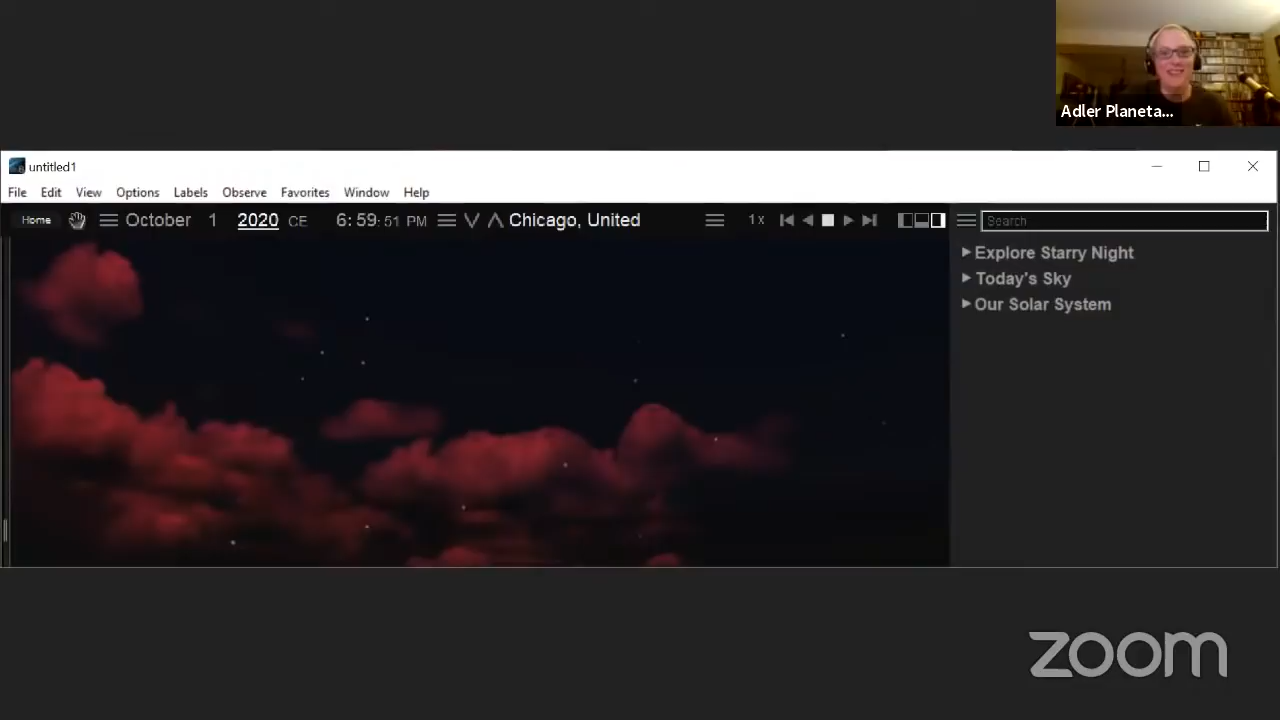 Adler Planeta...
untitled1
File Edit View Options Labels Observe Favorites Window Help
Home October 1 2020 CE 6:59:51 PM Chicago, United 1x Search
Explore Starry Night
Today's Sky
Our Solar System
zoom